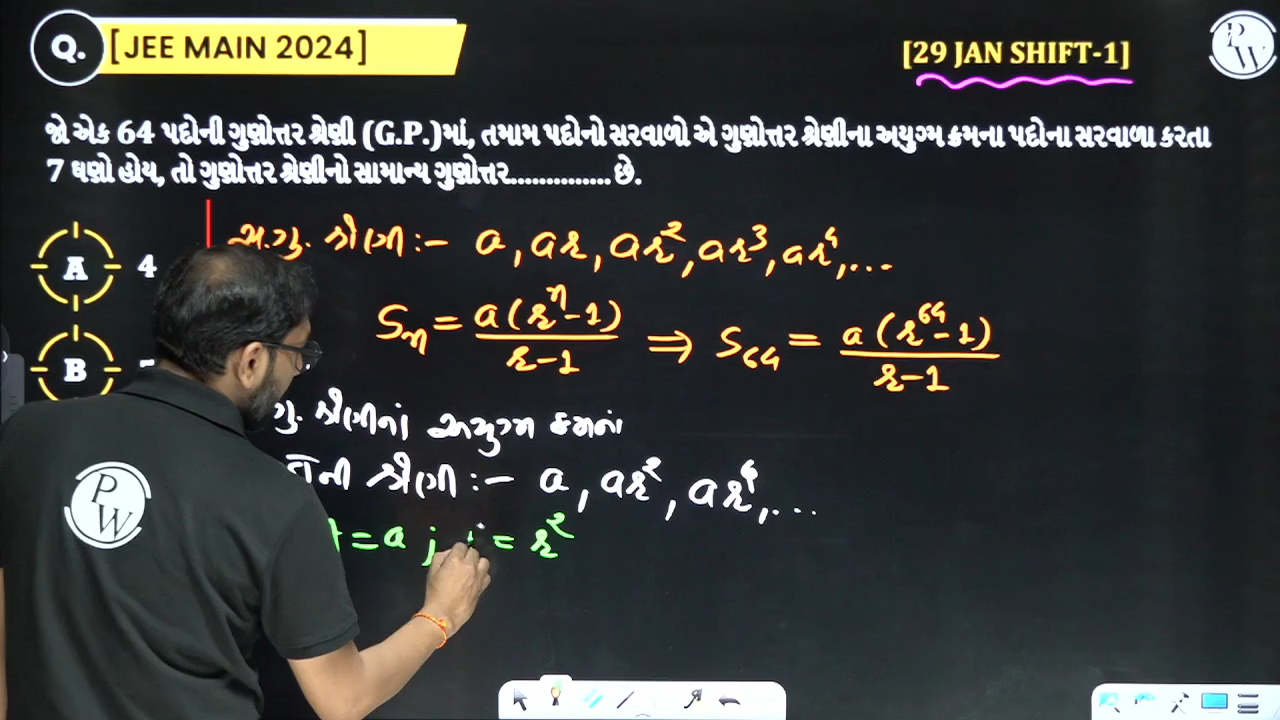 Q. [JEE MAIN 2024]
[29 JAN SHIFT-1]
PW
જો એક 64 પદોની ગુણોત્તર શ્રેણી (G.P.)માં, તમામ પદોનો સરવાળો એ ગુણોત્તર શ્રેણીના અયુગ્મ ક્રમના પદોના સરવાળા કરતા
7 ઘણો હોય, તો ગુણોત્તર શ્રેણીનો સામાન્ય ગુણોત્તર............... છે.
સ.ગુ. શ્રેણી :- a, ar, ar², ar³, ar⁴, ...
A 4
Sₙ = a(rⁿ-1)/r-1 ⇒ S₆₄ = a(r⁶⁴-1)/r-1
B
ગુ. શ્રેણીનાં અયુગ્મ ક્રમનાં
ની શ્રેણી :- a, ar², ar⁴, ...
= a ; = r²
PW